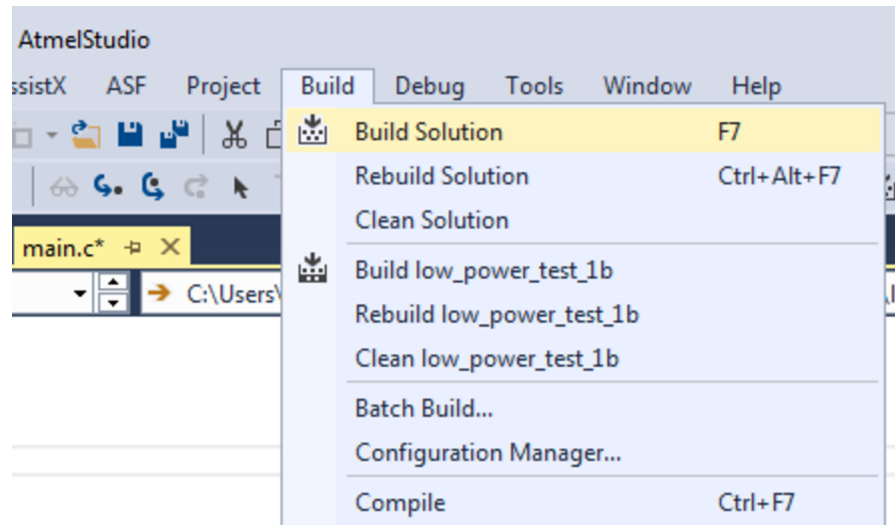 AtmelStudio
ssistX ASF Project Build Debug Tools Window Help
Build Solution F7
Rebuild Solution Ctrl+Alt+F7
Clean Solution
main.c*
Build low_power_test_1b
C:\Users\
Rebuild low_power_test_1b
Clean low_power_test_1b
Batch Build...
Configuration Manager...
Compile Ctrl+F7